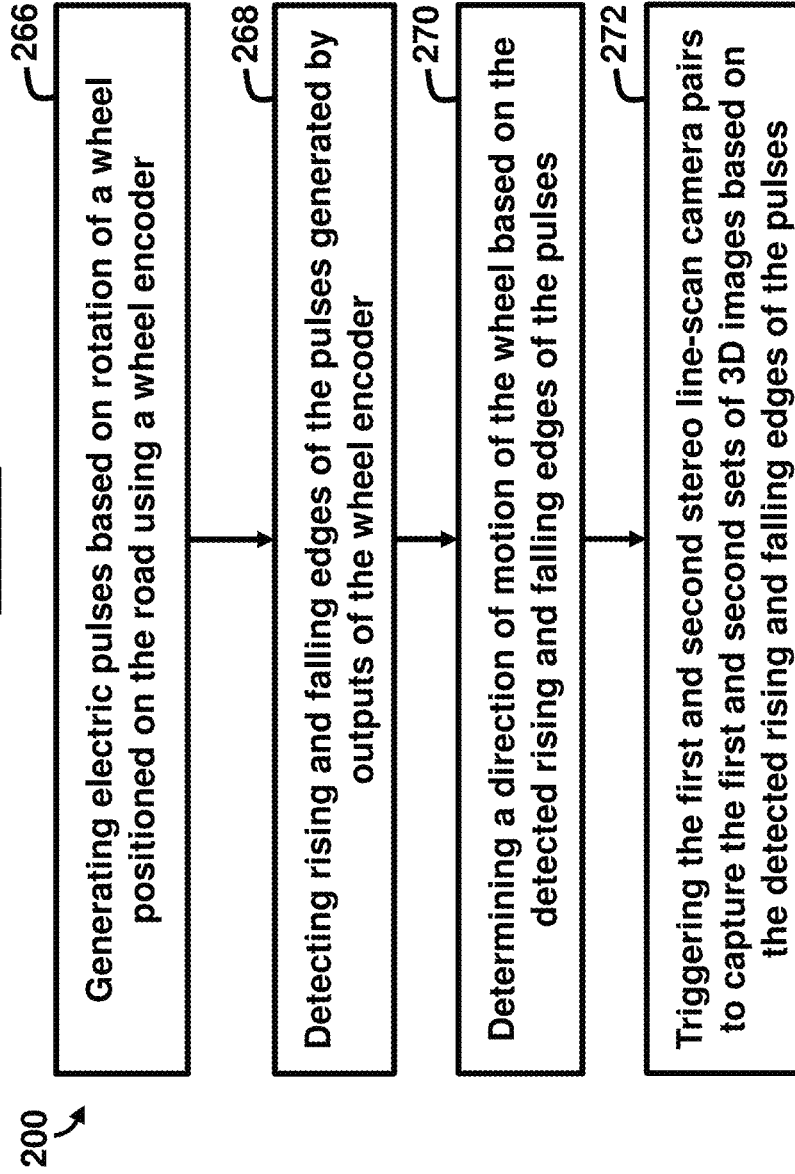 200
266
Generating electric pulses based on rotation of a wheel
positioned on the road using a wheel encoder
268
Detecting rising and falling edges of the pulses generated by
outputs of the wheel encoder
270
Determining a direction of motion of the wheel based on the
detected rising and falling edges of the pulses
272
Triggering the first and second stereo line-scan camera pairs
to capture the first and second sets of 3D images based on
the detected rising and falling edges of the pulses